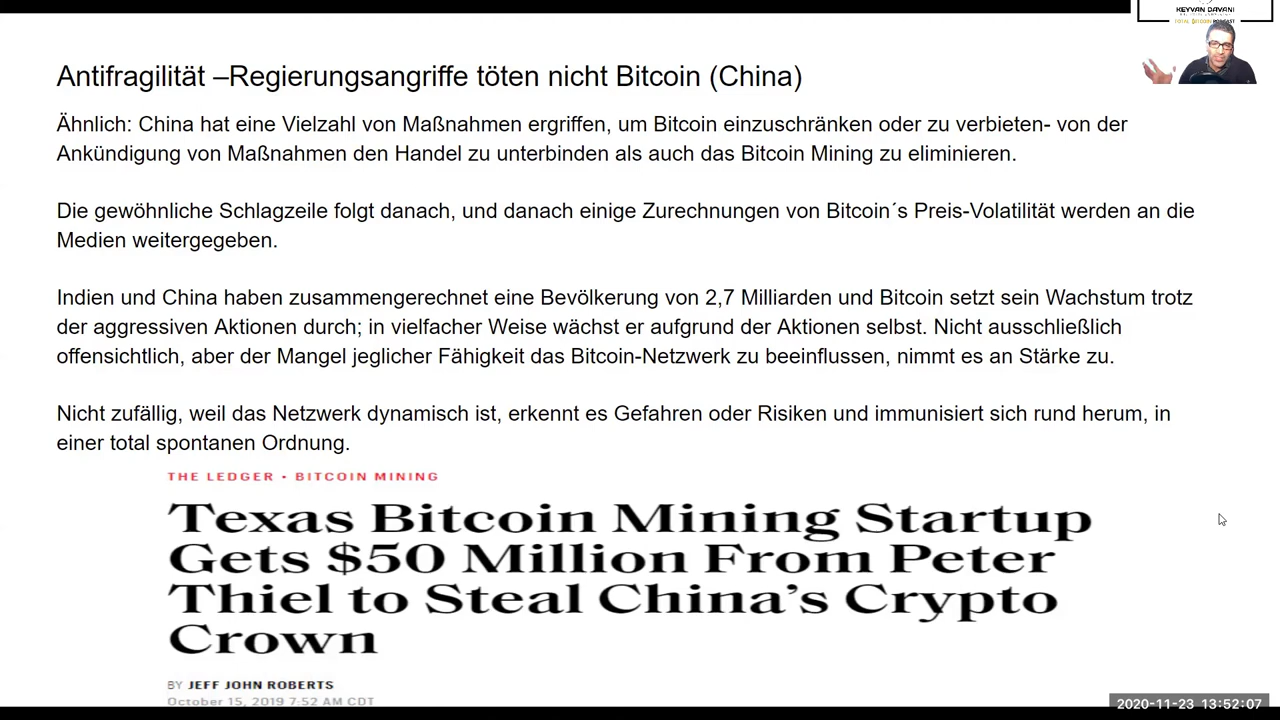 KEYVAN DAVANI
TOTAL BITCOIN PODCAST
Antifragilität –Regierungsangriffe töten nicht Bitcoin (China)
Ähnlich: China hat eine Vielzahl von Maßnahmen ergriffen, um Bitcoin einzuschränken oder zu verbieten- von der
Ankündigung von Maßnahmen den Handel zu unterbinden als auch das Bitcoin Mining zu eliminieren.
Die gewöhnliche Schlagzeile folgt danach, und danach einige Zurechnungen von Bitcoin´s Preis-Volatilität werden an die
Medien weitergegeben.
Indien und China haben zusammengerechnet eine Bevölkerung von 2,7 Milliarden und Bitcoin setzt sein Wachstum trotz
der aggressiven Aktionen durch; in vielfacher Weise wächst er aufgrund der Aktionen selbst. Nicht ausschließlich
offensichtlich, aber der Mangel jeglicher Fähigkeit das Bitcoin-Netzwerk zu beeinflussen, nimmt es an Stärke zu.
Nicht zufällig, weil das Netzwerk dynamisch ist, erkennt es Gefahren oder Risiken und immunisiert sich rund herum, in
einer total spontanen Ordnung.
THE LEDGER • BITCOIN MINING
Texas Bitcoin Mining Startup
Gets $50 Million From Peter
Thiel to Steal China’s Crypto
Crown
BY JEFF JOHN ROBERTS
October 15, 2019 7:52 AM CDT
2020-11-23 13:52:07